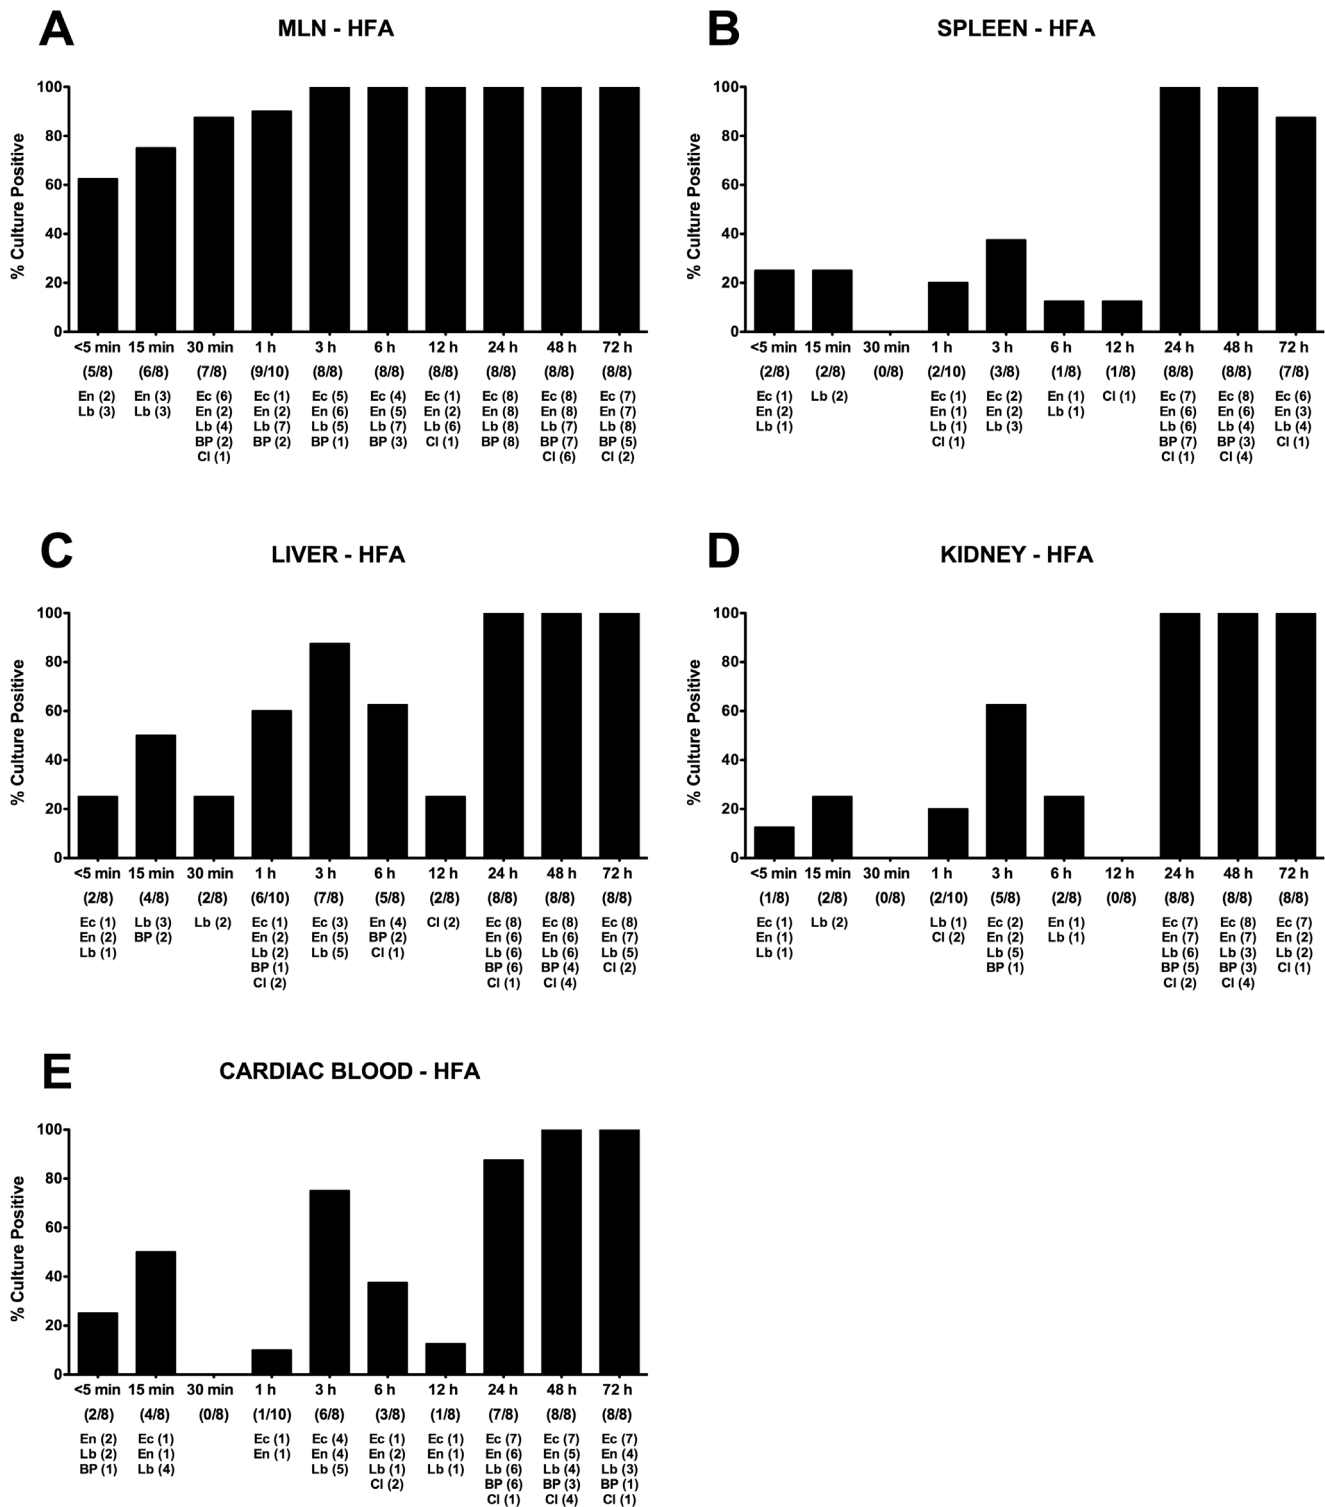 A
MLN - HFA
% Culture Positive
100
80
60
40
20
0
<5 min 15 min 30 min 1 h 3 h 6 h 12 h 24 h 48 h 72 h
(5/8) (6/8) (7/8) (9/10) (8/8) (8/8) (8/8) (8/8) (8/8) (8/8)
En (2) En (3) Ec (6) Ec (1) Ec (5) Ec (4) Ec (1) Ec (8) Ec (8) Ec (7)
Lb (3) Lb (3) En (2) En (2) En (6) En (5) En (2) En (8) En (8) En (7)
Lb (4) Lb (7) Lb (5) Lb (7) Lb (6) Lb (8) Lb (7) Lb (8)
BP (2) BP (2) BP (1) BP (3) Cl (1) BP (8) BP (7) BP (5)
Cl (1) Cl (6) Cl (2)
B
SPLEEN - HFA
% Culture Positive
100
80
60
40
20
0
<5 min 15 min 30 min 1 h 3 h 6 h 12 h 24 h 48 h 72 h
(2/8) (2/8) (0/8) (2/10) (3/8) (1/8) (1/8) (8/8) (8/8) (7/8)
Ec (1) Lb (2) Ec (1) Ec (2) En (1) Cl (1) Ec (7) Ec (8) Ec (6)
En (2) En (1) En (2) Lb (1) En (6) En (6) En (3)
Lb (1) Lb (1) Lb (3) Lb (6) Lb (4) Lb (4)
Cl (1) BP (7) BP (3) Cl (1)
Cl (1) Cl (4)
C
LIVER - HFA
% Culture Positive
100
80
60
40
20
0
<5 min 15 min 30 min 1 h 3 h 6 h 12 h 24 h 48 h 72 h
(2/8) (4/8) (2/8) (6/10) (7/8) (5/8) (2/8) (8/8) (8/8) (8/8)
Ec (1) Lb (3) Lb (2) Ec (1) Ec (3) En (4) Cl (2) Ec (8) Ec (8) Ec (8)
En (2) BP (2) En (2) En (5) BP (2) En (6) En (6) En (7)
Lb (1) Lb (2) Lb (5) Cl (1) Lb (6) Lb (6) Lb (5)
BP (1) BP (6) BP (4) Cl (2)
Cl (2) Cl (1) Cl (4)
D
KIDNEY - HFA
% Culture Positive
100
80
60
40
20
0
<5 min 15 min 30 min 1 h 3 h 6 h 12 h 24 h 48 h 72 h
(1/8) (2/8) (0/8) (2/10) (5/8) (2/8) (0/8) (8/8) (8/8) (8/8)
Ec (1) Lb (2) Lb (1) Ec (2) En (1) Ec (7) Ec (8) Ec (7)
En (1) Cl (2) En (2) Lb (1) En (7) En (7) En (2)
Lb (1) Lb (5) Lb (6) Lb (3) Lb (2)
BP (1) BP (5) BP (3) Cl (1)
Cl (2) Cl (4)
E
CARDIAC BLOOD - HFA
% Culture Positive
100
80
60
40
20
0
<5 min 15 min 30 min 1 h 3 h 6 h 12 h 24 h 48 h 72 h
(2/8) (4/8) (0/8) (1/10) (6/8) (3/8) (1/8) (7/8) (8/8) (8/8)
En (2) Ec (1) Ec (1) Ec (4) Ec (1) Ec (1) Ec (7) Ec (7) Ec (7)
Lb (2) En (1) En (1) En (4) En (2) En (1) En (6) En (5) En (4)
BP (1) Lb (4) Lb (5) Lb (1) Lb (1) Lb (6) Lb (4) Lb (3)
Cl (2) BP (6) BP (3) BP (1)
Cl (1) Cl (4) Cl (1)